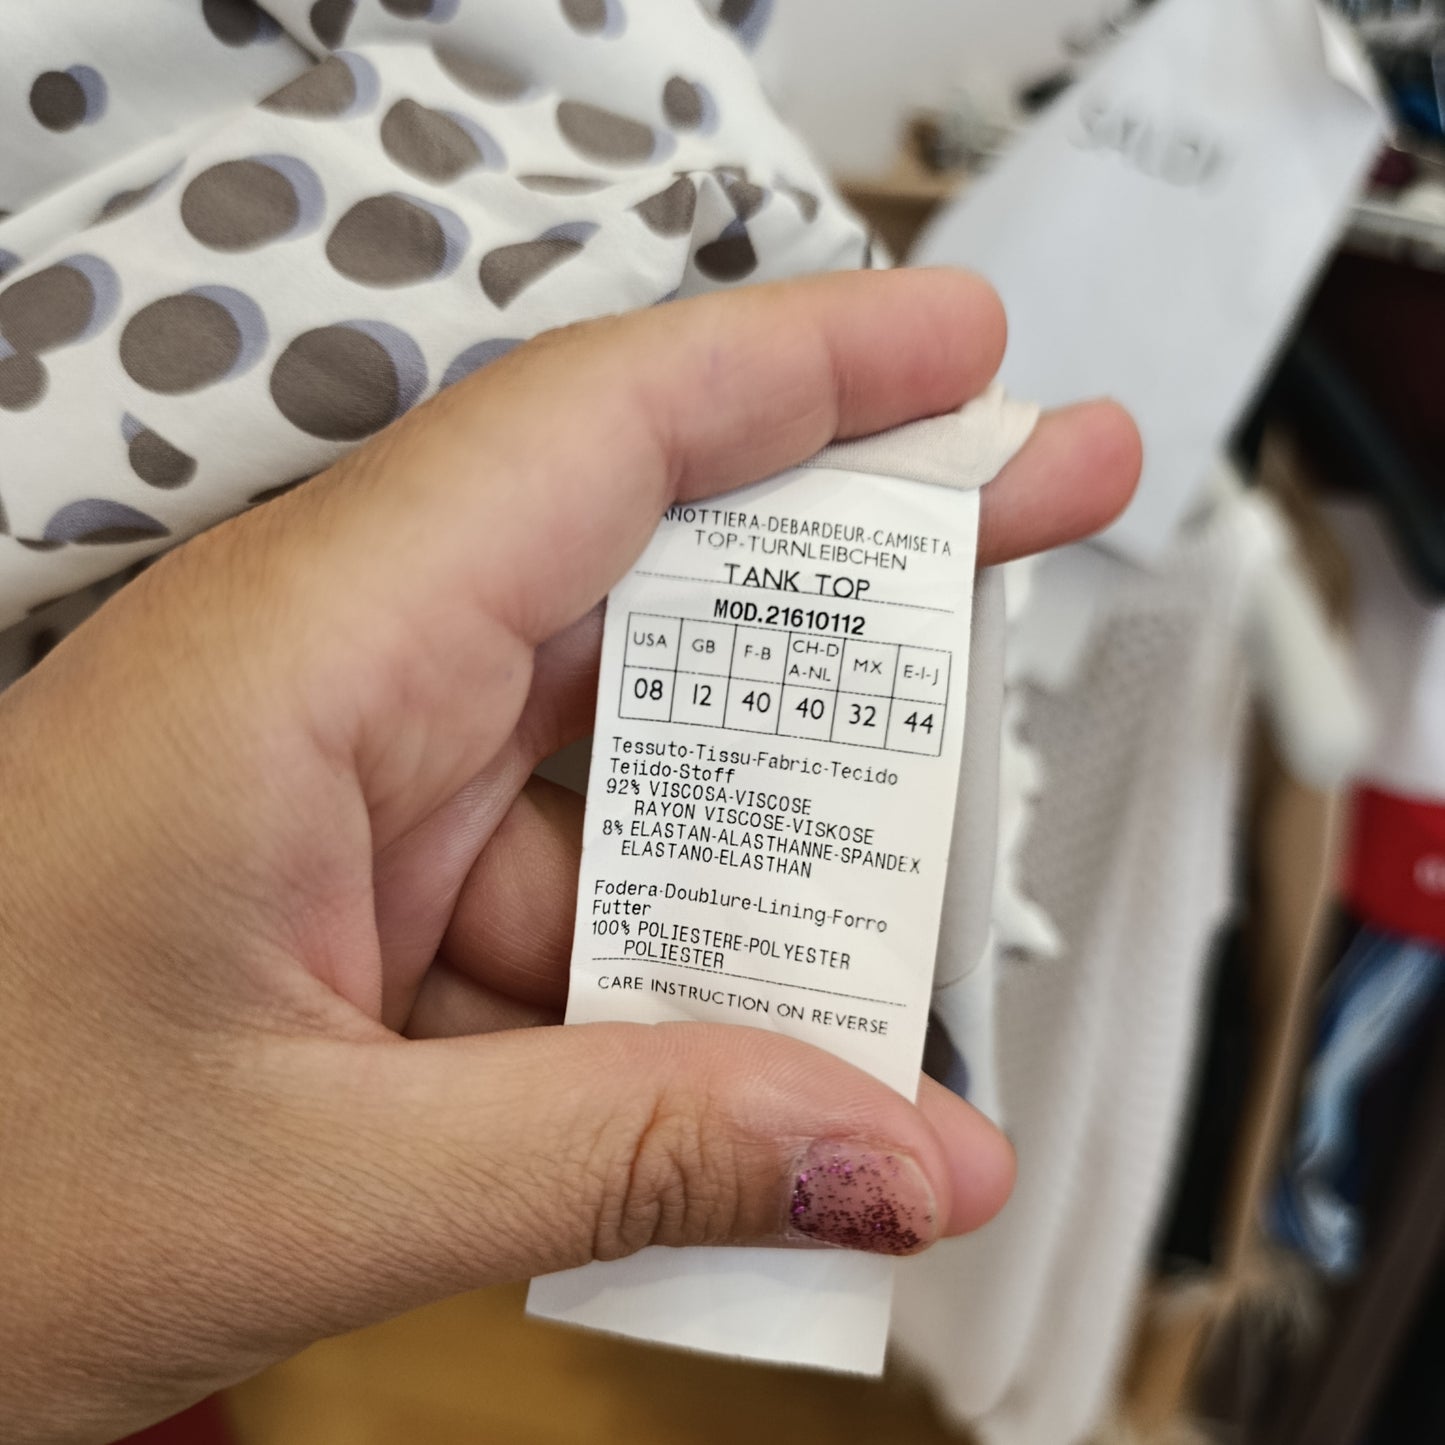 ANOTTIERA-DEBARDEUR-CAMISETA
TOP-TURNLEIBCHEN
TANK TOP
MOD.21610112
USA GB F-B CH-D A-NL MX E-I-J
08 12 40 40 32 44
Tessuto-Tissu-Fabric-Tecido
Tejido-Stoff
92% VISCOSA-VISCOSE
RAYON VISCOSE-VISKOSE
8% ELASTAN-ALASTHANNE-SPANDEX
ELASTANO-ELASTHAN
Fodera-Doublure-Lining-Forro
Futter
100% POLIESTERE-POLYESTER
POLIESTER
CARE INSTRUCTION ON REVERSE